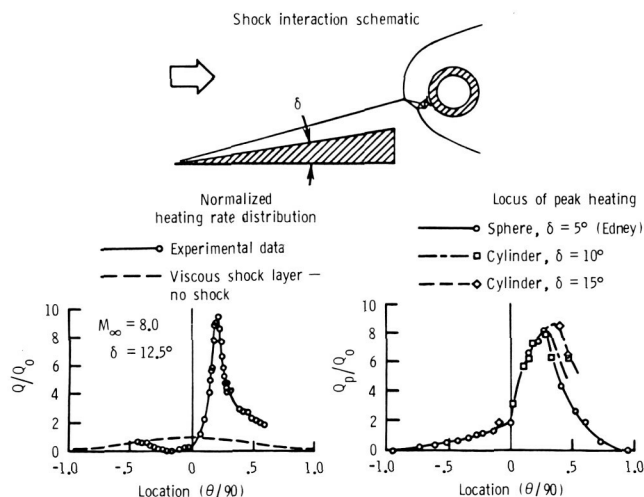 Shock interaction schematic
δ
Normalized
heating rate distribution
Experimental data
Viscous shock layer —
no shock
Locus of peak heating
Sphere, δ = 5° (Edney)
Cylinder, δ = 10°
Cylinder, δ = 15°
10
8
6
4
2
0
Q/Q₀
M∞ = 8.0
δ = 12.5°
-1.0 -.5 0 .5 1.0
Location (θ/90)
10
8
6
4
2
0
Qp/Q₀
-1.0 -.5 0 .5 1.0
Location (θ/90)